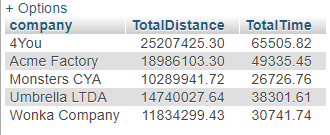 + Options
company TotalDistance TotalTime
4You 25207425.30 65505.82
Acme Factory 18986103.30 49335.45
Monsters CYA 10289941.72 26726.76
Umbrella LTDA 14740027.64 38301.61
Wonka Company 11834299.43 30741.74